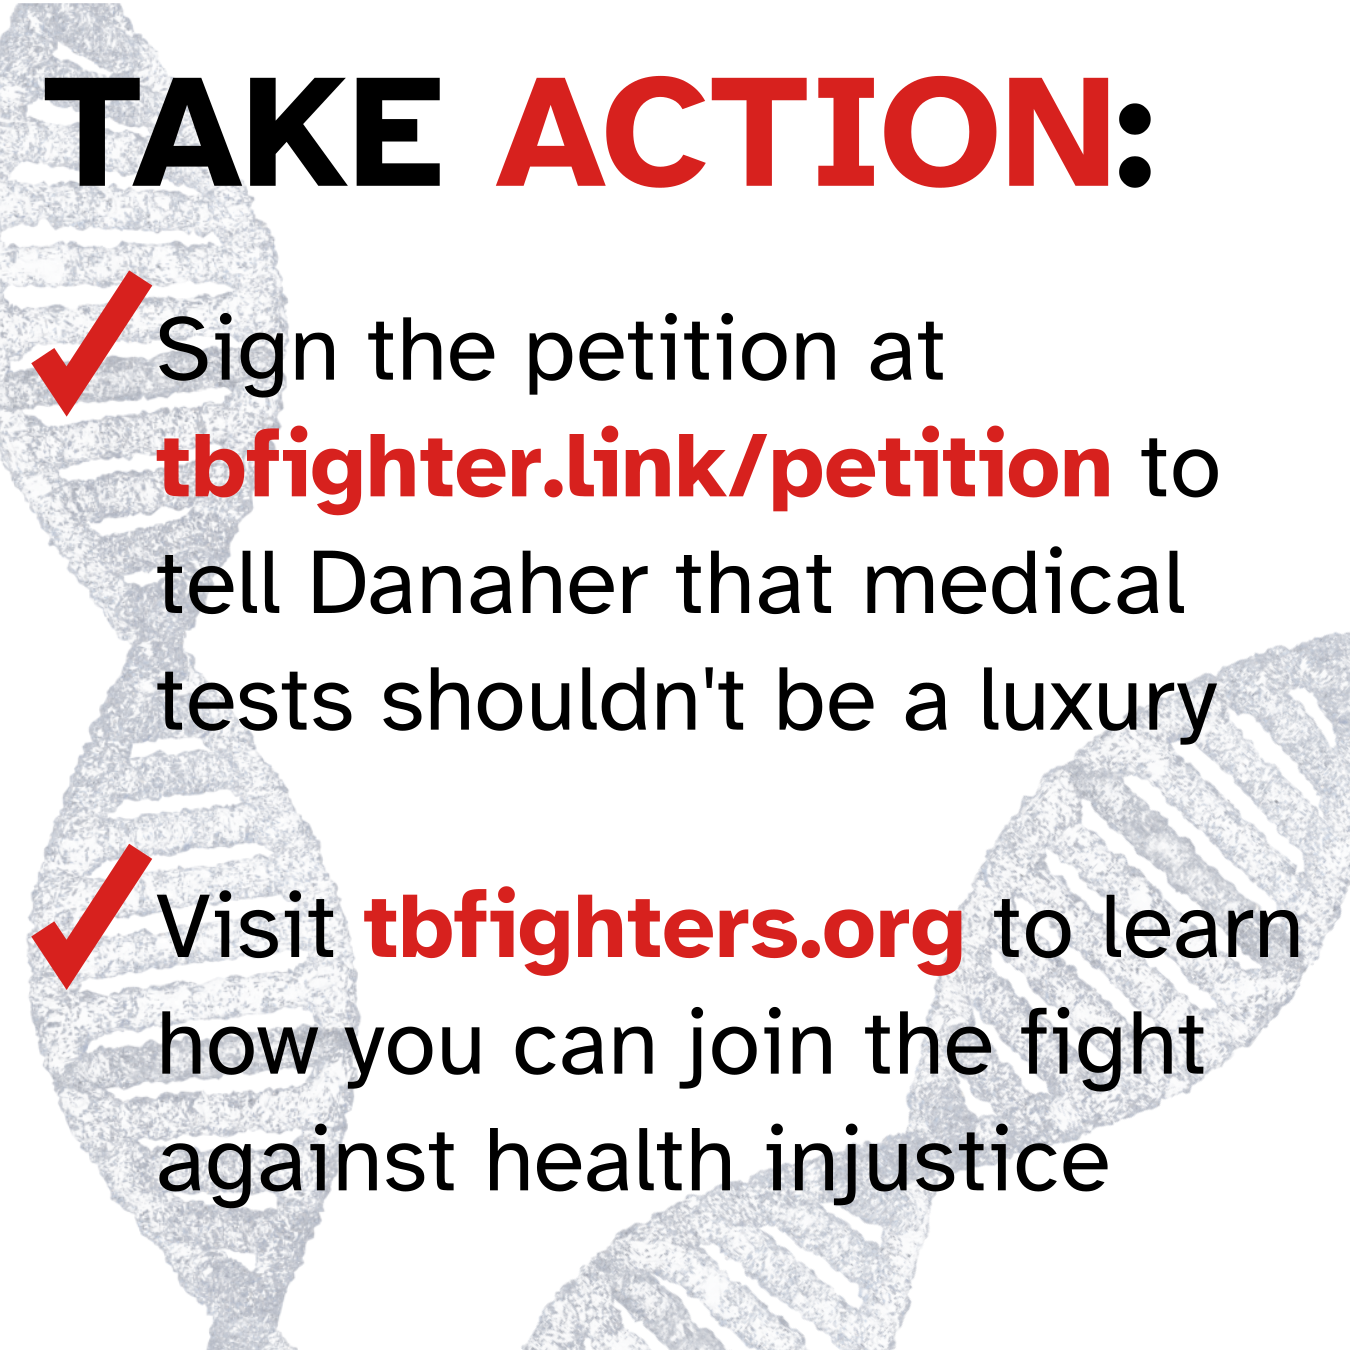 TAKE ACTION:
Sign the petition at
tbfighter.link/petition to
tell Danaher that medical
tests shouldn't be a luxury
Visit tbfighters.org to learn
how you can join the fight
against health injustice